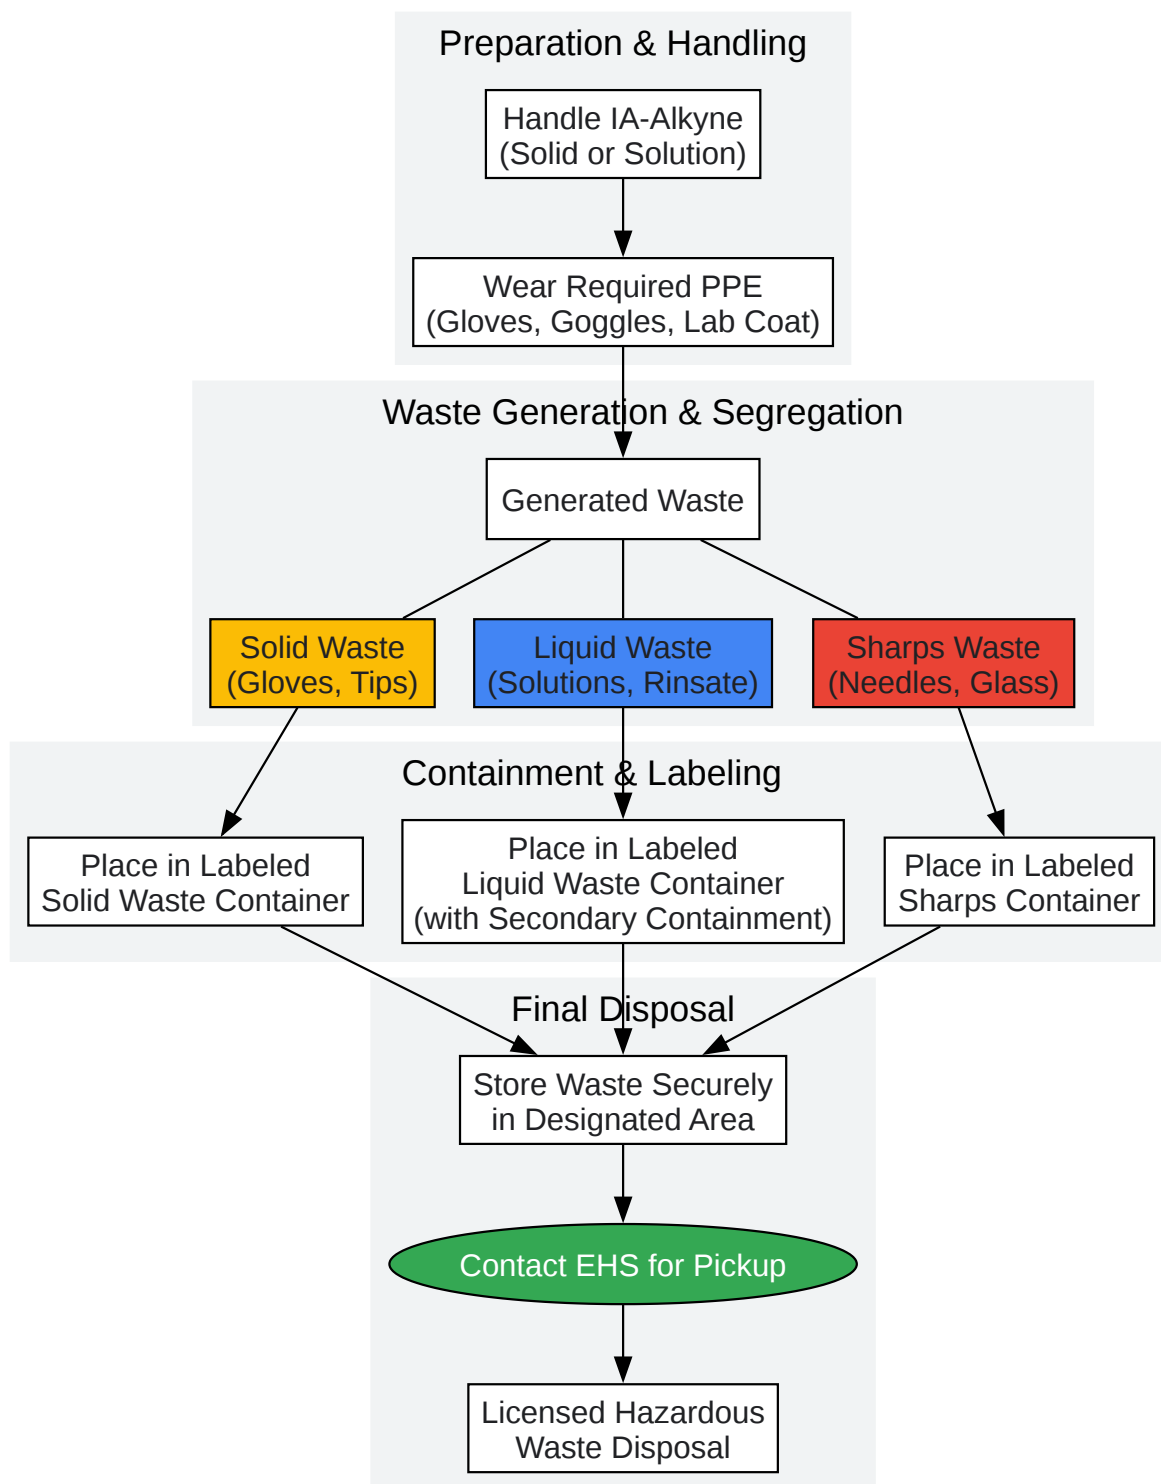 Preparation & Handling
Handle IA-Alkyne
(Solid or Solution)
Wear Required PPE
(Gloves, Goggles, Lab Coat)
Waste Generation & Segregation
Generated Waste
Solid Waste
(Gloves, Tips)
Liquid Waste
(Solutions, Rinsate)
Sharps Waste
(Needles, Glass)
Containment & Labeling
Place in Labeled
Solid Waste Container
Place in Labeled
Liquid Waste Container
(with Secondary Containment)
Place in Labeled
Sharps Container
Final Disposal
Store Waste Securely
in Designated Area
Contact EHS for Pickup
Licensed Hazardous
Waste Disposal